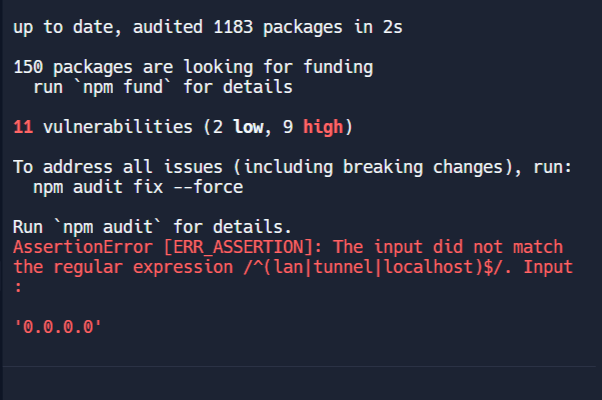 up to date, audited 1183 packages in 2s
150 packages are looking for funding
  run `npm fund` for details
11 vulnerabilities (2 low, 9 high)
To address all issues (including breaking changes), run:
  npm audit fix --force
Run `npm audit` for details.
AssertionError [ERR_ASSERTION]: The input did not match
the regular expression /^(lan|tunnel|localhost)$/. Input
:
'0.0.0.0'